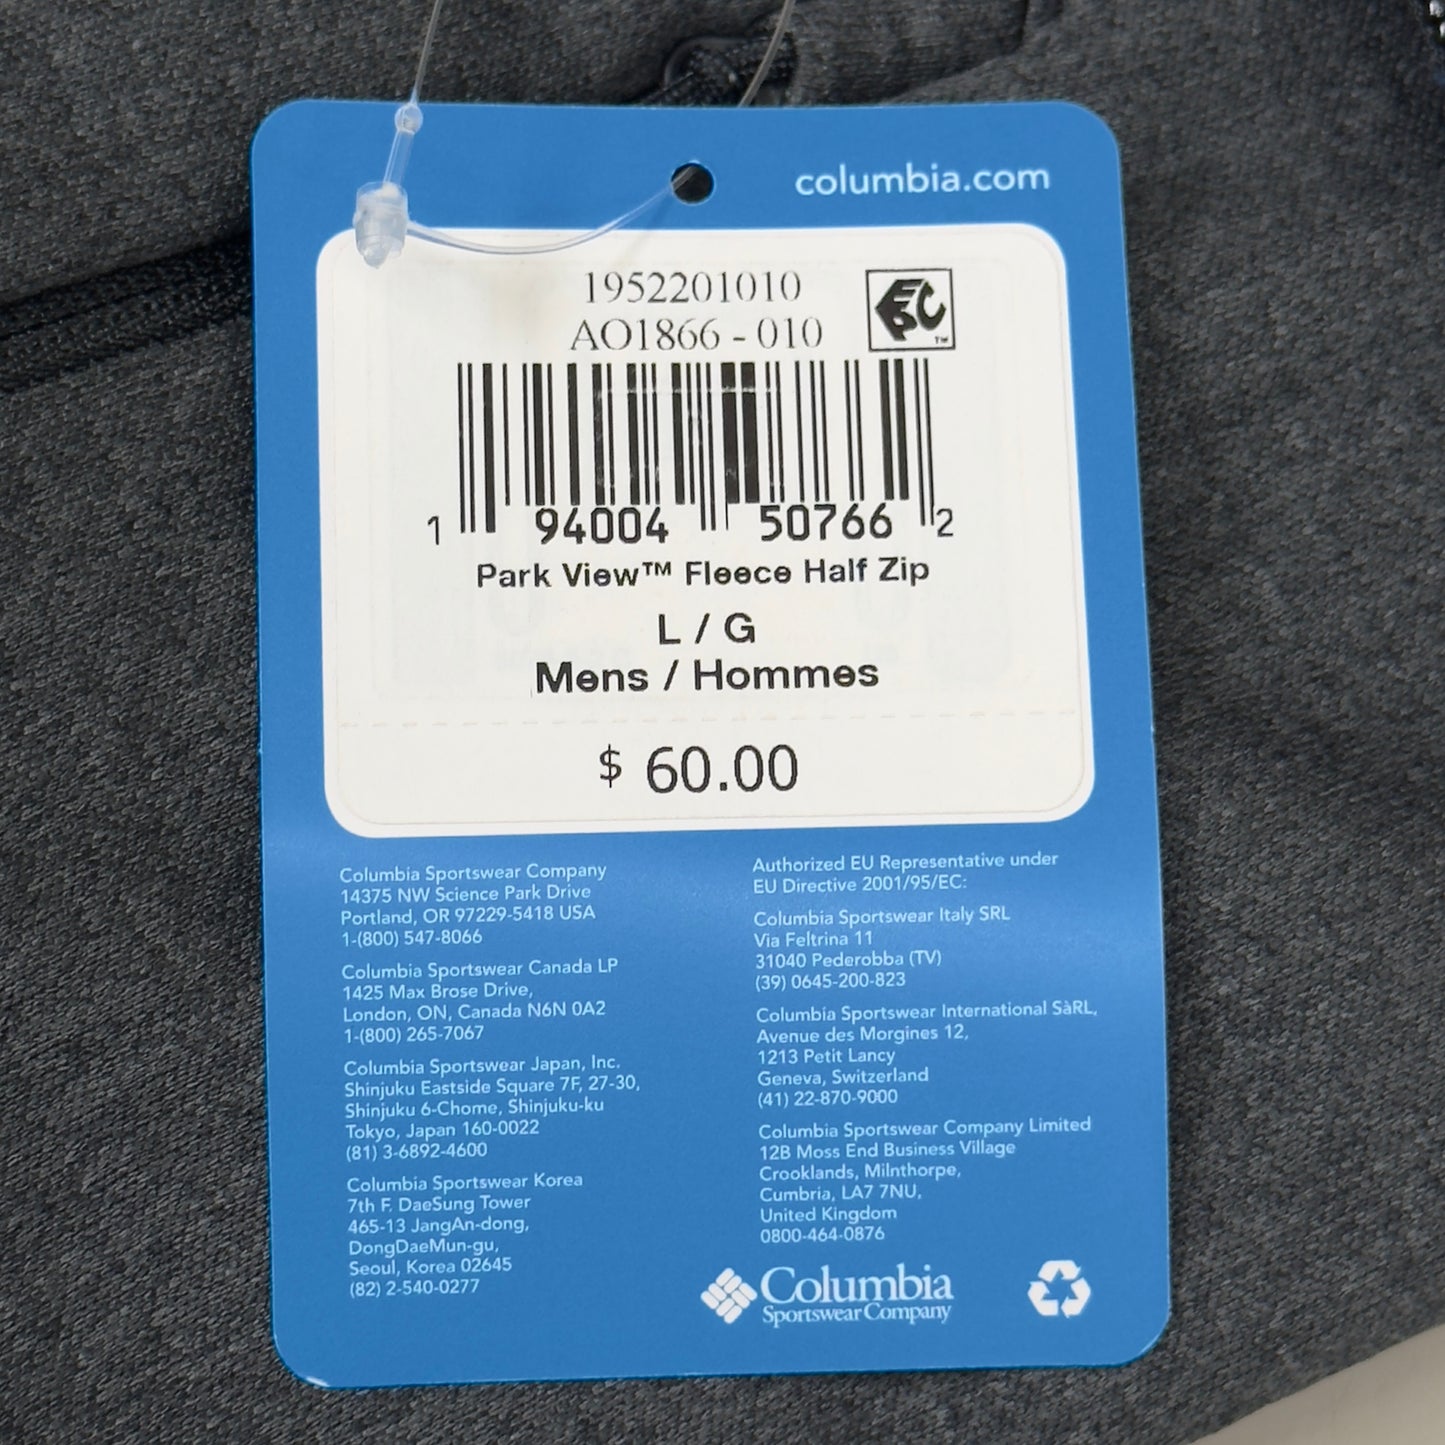 columbia.com
1952201010
AO1866 - 010
EPC™
1 94004 50766 2
Park View™ Fleece Half Zip
L / G
Mens / Hommes
$ 60.00
Columbia Sportswear Company
14375 NW Science Park Drive
Portland, OR 97229-5418 USA
1-(800) 547-8066
Columbia Sportswear Canada LP
1425 Max Brose Drive,
London, ON, Canada N6N 0A2
1-(800) 265-7067
Columbia Sportswear Japan, Inc.
Shinjuku Eastside Square 7F, 27-30,
Shinjuku 6-Chome, Shinjuku-ku
Tokyo, Japan 160-0022
(81) 3-6892-4600
Columbia Sportswear Korea
7th F. DaeSung Tower
465-13 JangAn-dong,
DongDaeMun-gu,
Seoul, Korea 02645
(82) 2-540-0277
Authorized EU Representative under
EU Directive 2001/95/EC:
Columbia Sportswear Italy SRL
Via Feltrina 11
31040 Pederobba (TV)
(39) 0645-200-823
Columbia Sportswear International SàRL,
Avenue des Morgines 12,
1213 Petit Lancy
Geneva, Switzerland
(41) 22-870-9000
Columbia Sportswear Company Limited
12B Moss End Business Village
Crooklands, Milnthorpe,
Cumbria, LA7 7NU,
United Kingdom
0800-464-0876
Columbia
Sportswear Company